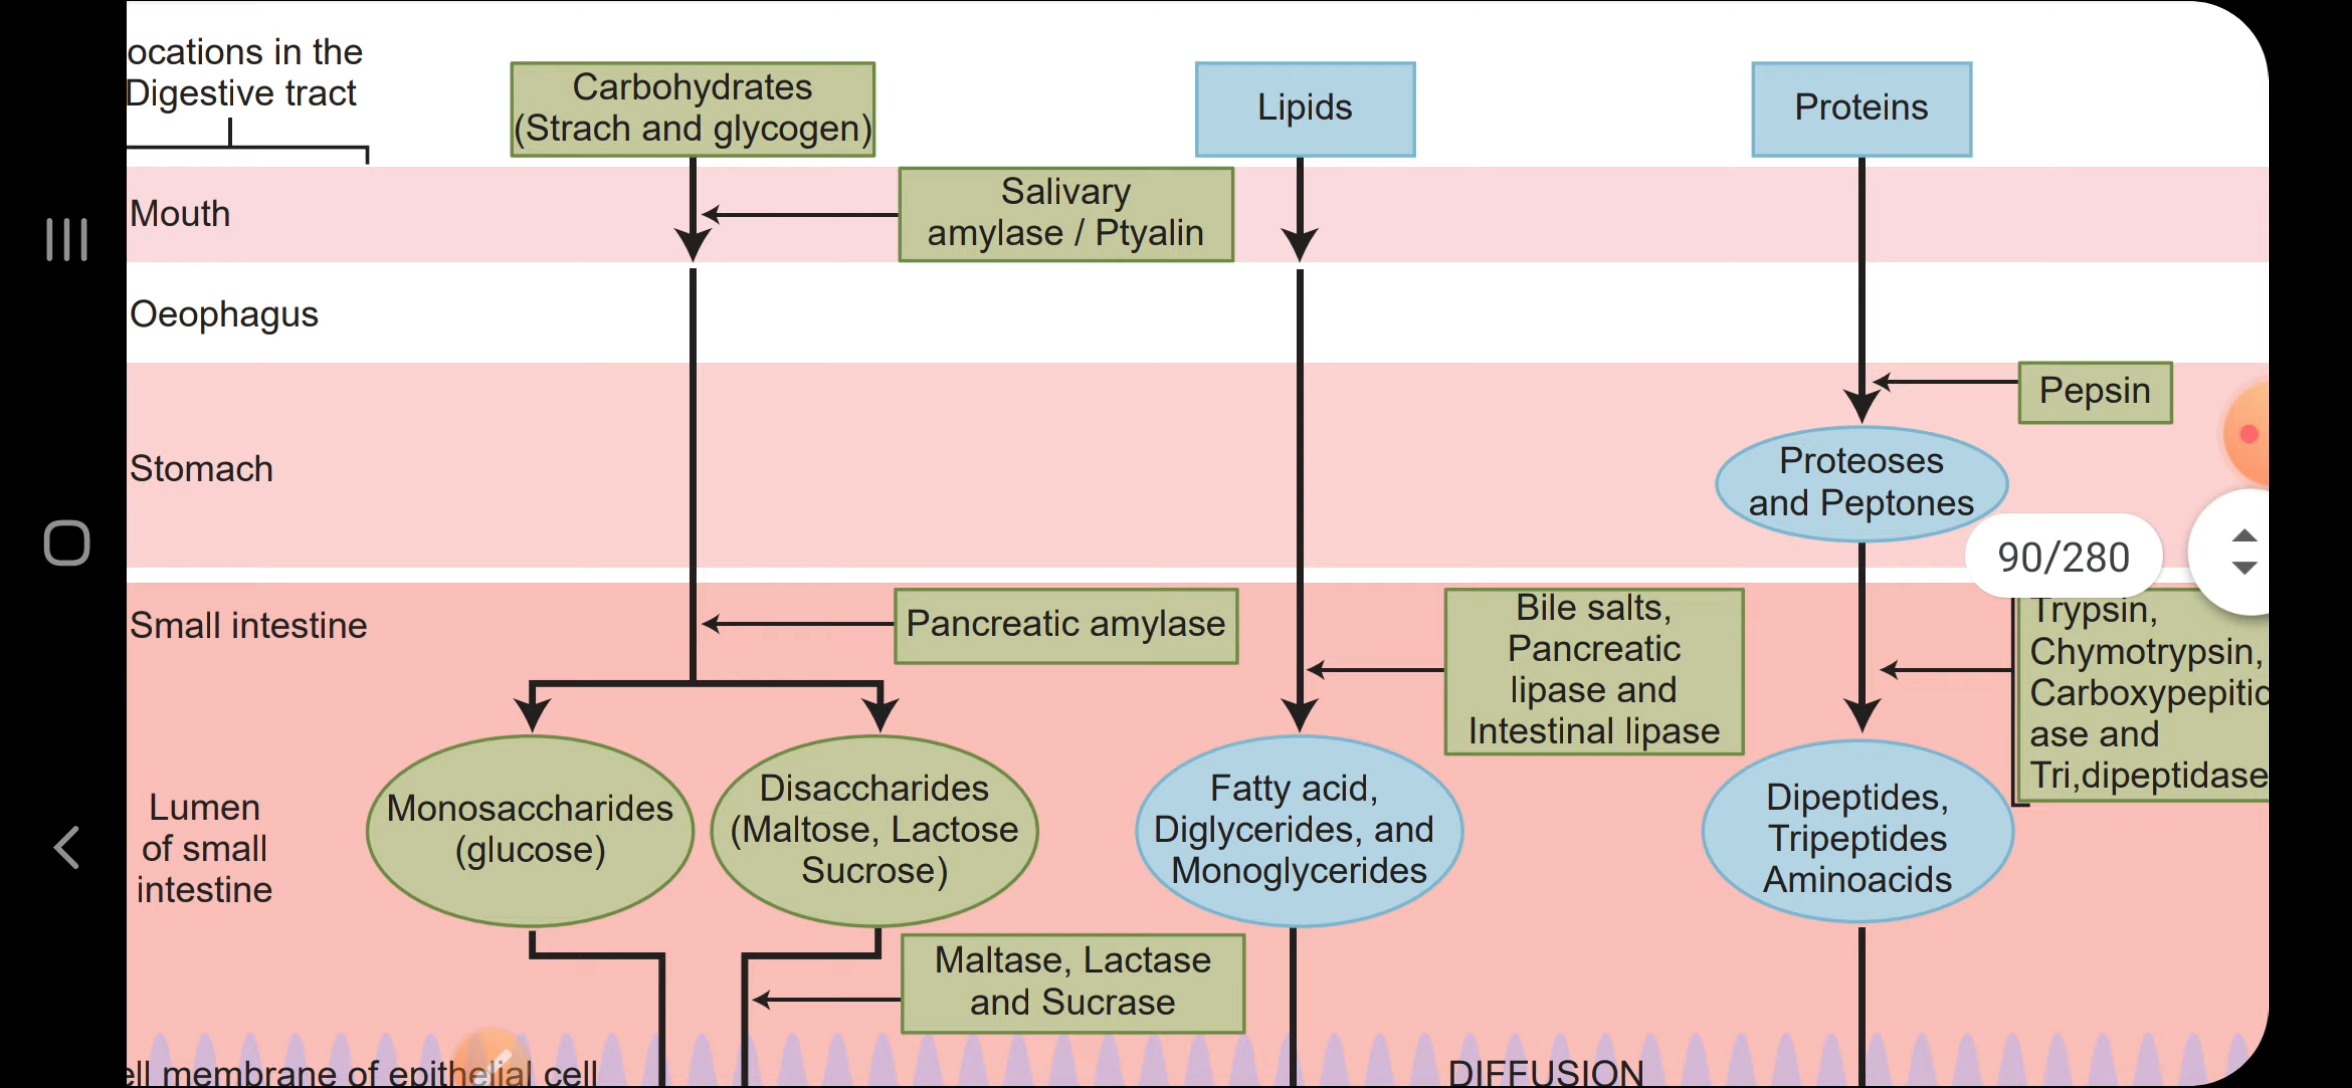 ocations in the
Digestive tract
Carbohydrates
(Strach and glycogen)
Lipids
Proteins
Mouth
Salivary
amylase / Ptyalin
Oeophagus
Pepsin
Stomach
Proteoses
and Peptones
90/280
Small intestine
Pancreatic amylase
Bile salts,
Pancreatic
lipase and
Intestinal lipase
Trypsin,
Chymotrypsin,
Carboxypepitid
ase and
Tri,dipeptidase
Lumen
of small
intestine
Monosaccharides
(glucose)
Disaccharides
(Maltose, Lactose
Sucrose)
Fatty acid,
Diglycerides, and
Monoglycerides
Dipeptides,
Tripeptides
Aminoacids
Maltase, Lactase
and Sucrase
ell membrane of epithelial cell
DIFFUSION